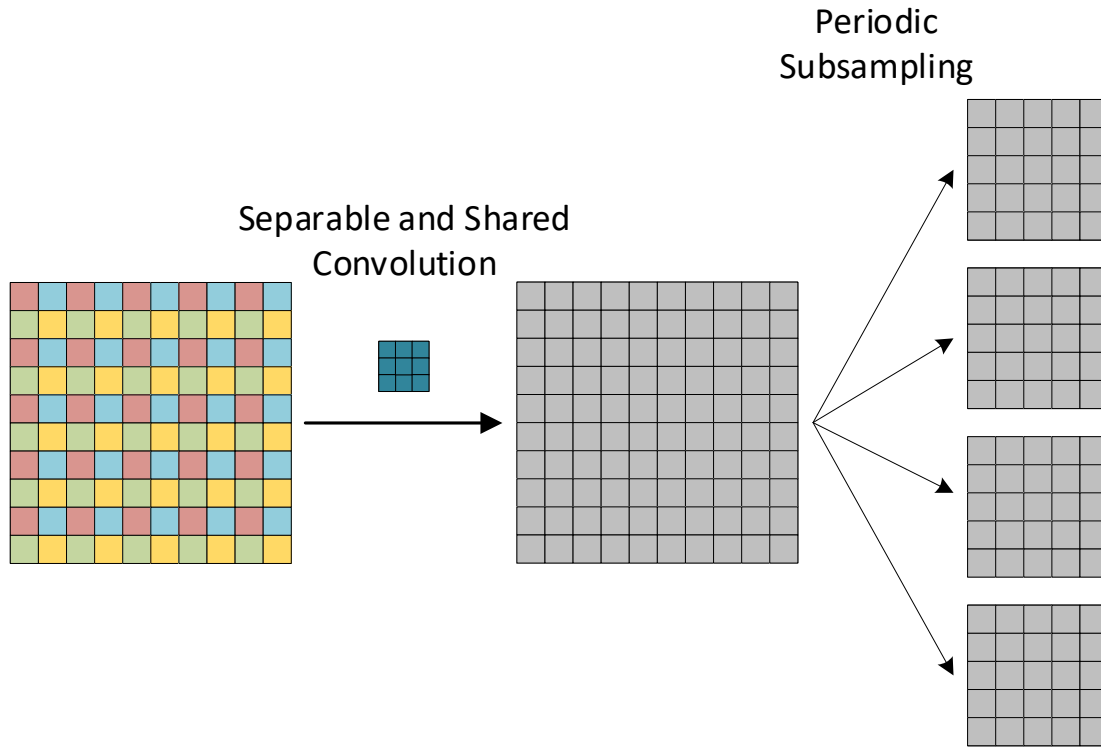 Periodic
Subsampling
Separable and Shared
Convolution